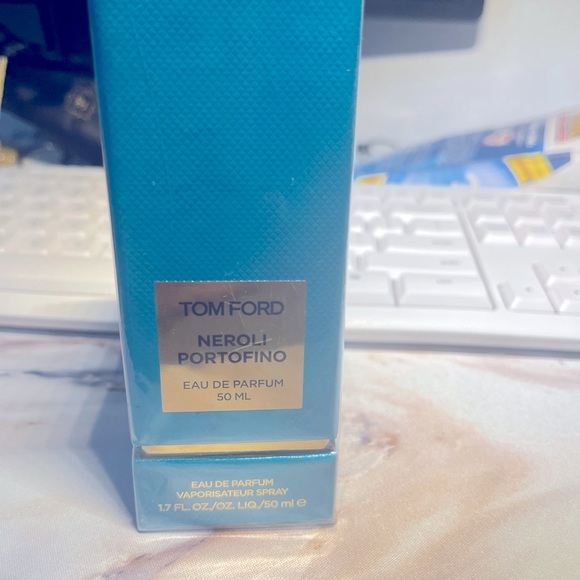 TOM FORD
NEROLI
PORTOFINO
EAU DE PARFUM
50 ML
EAU DE PARFUM
VAPORISATEUR SPRAY
1.7 FL. OZ./OZ. LIQ./50 ml ℮